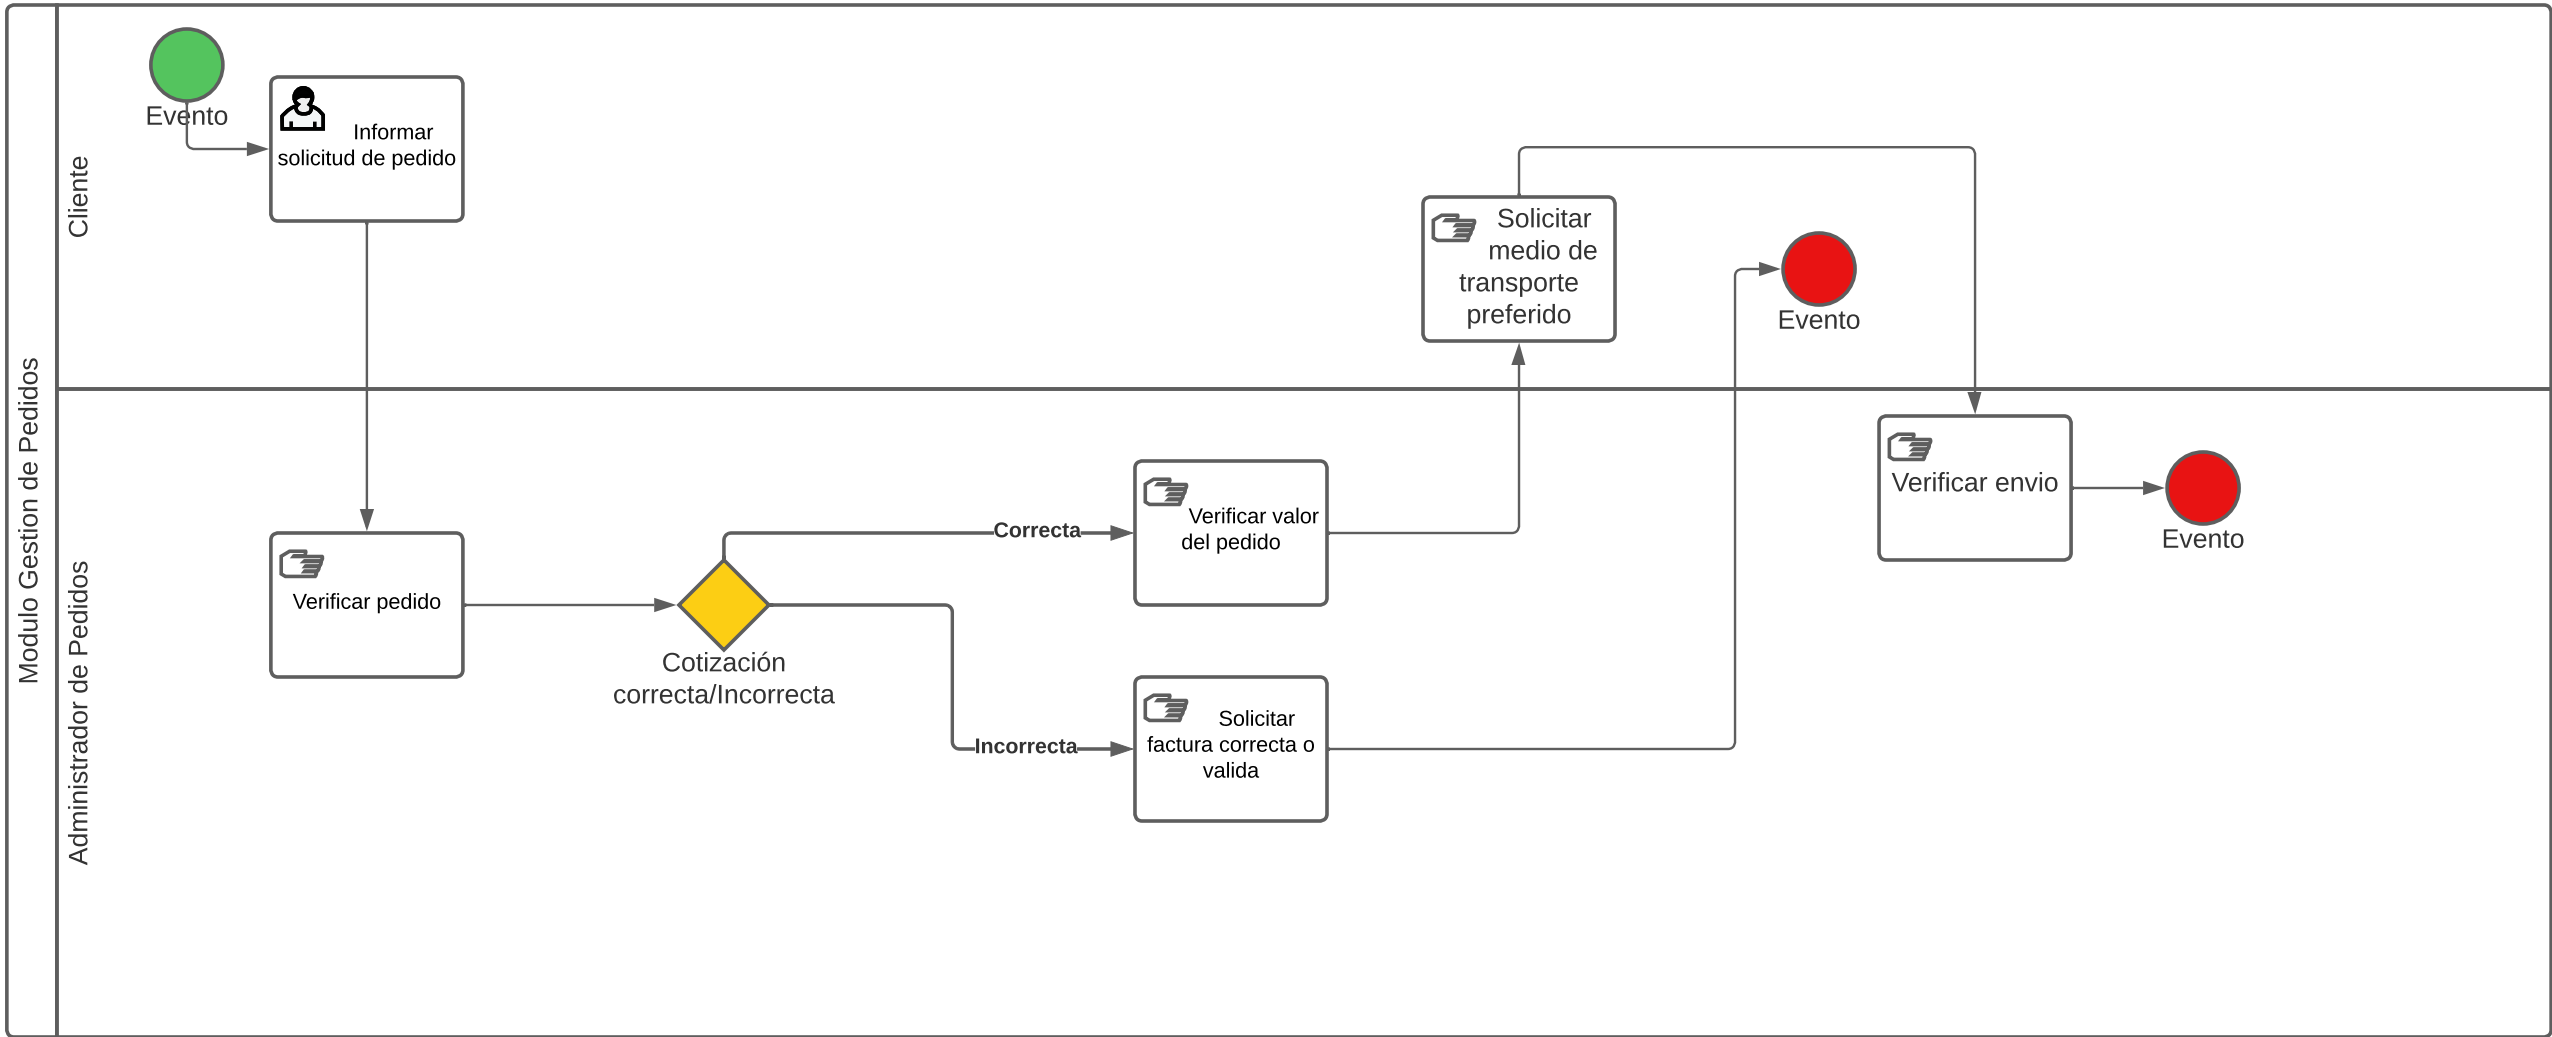 Modulo Gestion de Pedidos
Cliente
Evento
Informar
solicitud de pedido
Solicitar
medio de
transporte
preferido
Evento
Administrador de Pedidos
Verificar pedido
Cotización
correcta/Incorrecta
Correcta
Verificar valor
del pedido
Incorrecta
Solicitar
factura correcta o
valida
Verificar envio
Evento